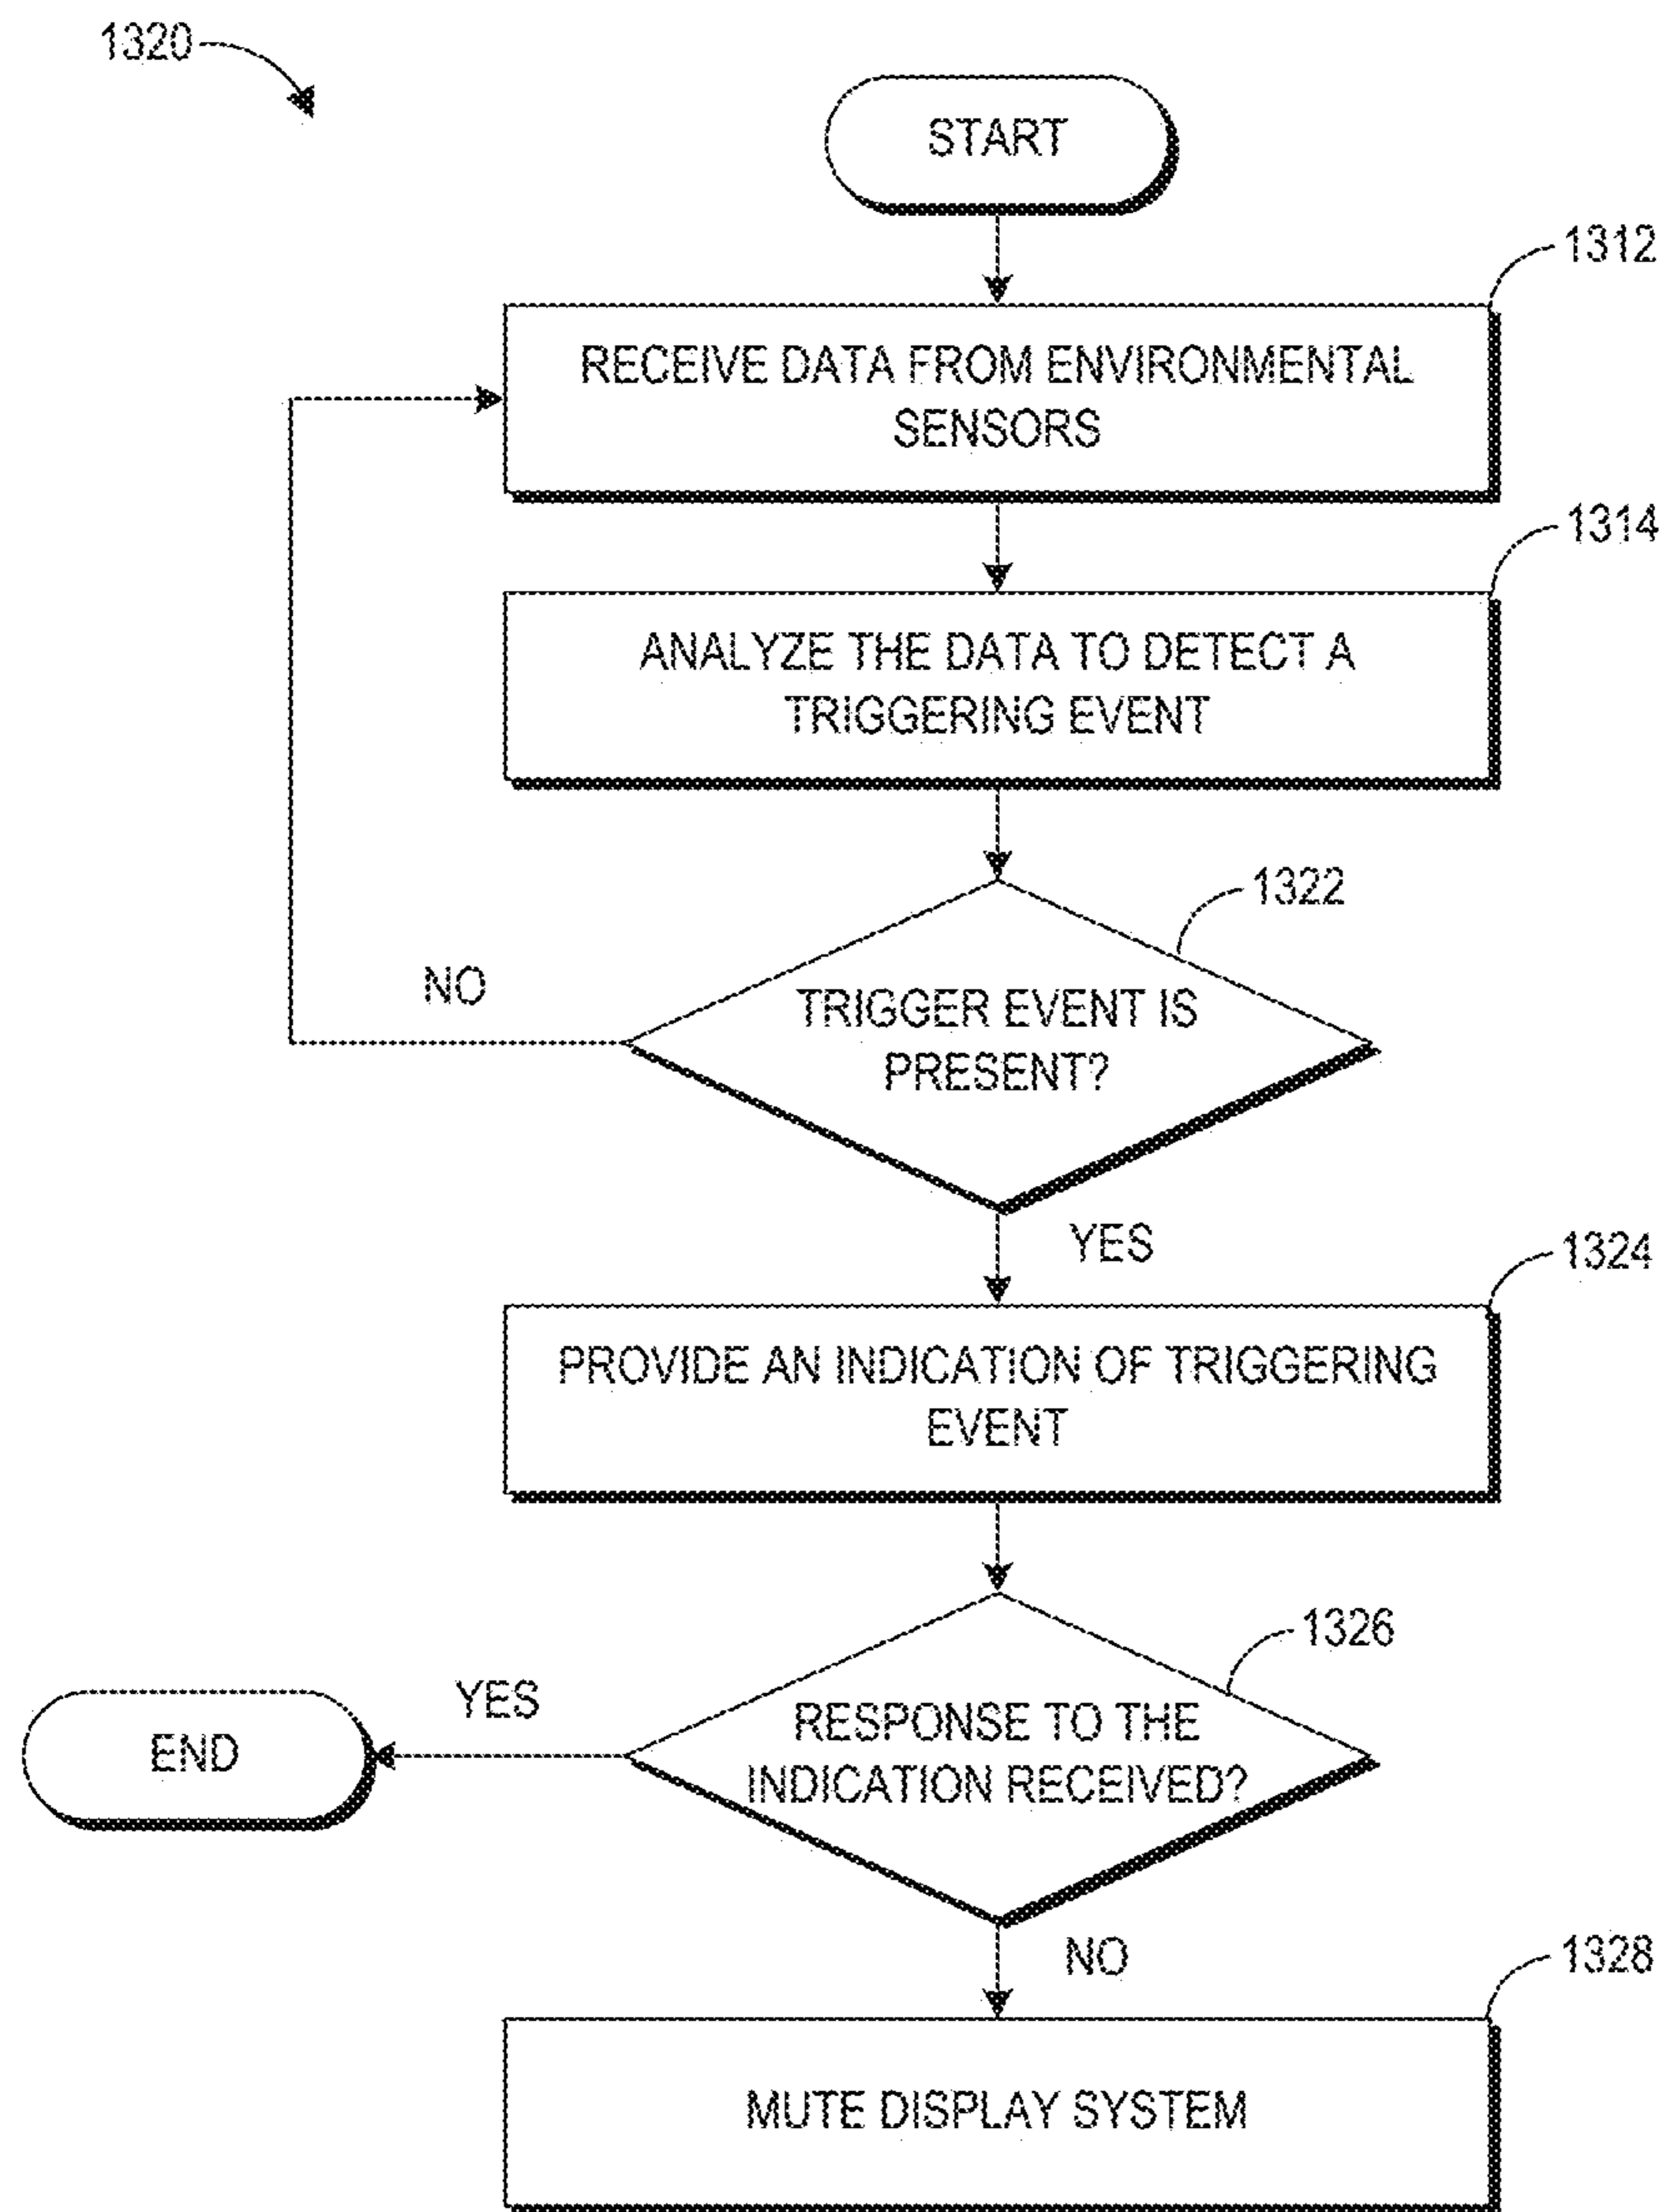 1320
START
1312
RECEIVE DATA FROM ENVIRONMENTAL
SENSORS
1314
ANALYZE THE DATA TO DETECT A
TRIGGERING EVENT
1322
NO
TRIGGER EVENT IS
PRESENT?
YES
1324
PROVIDE AN INDICATION OF TRIGGERING
EVENT
1326
YES
END
RESPONSE TO THE
INDICATION RECEIVED?
NO
1328
MUTE DISPLAY SYSTEM